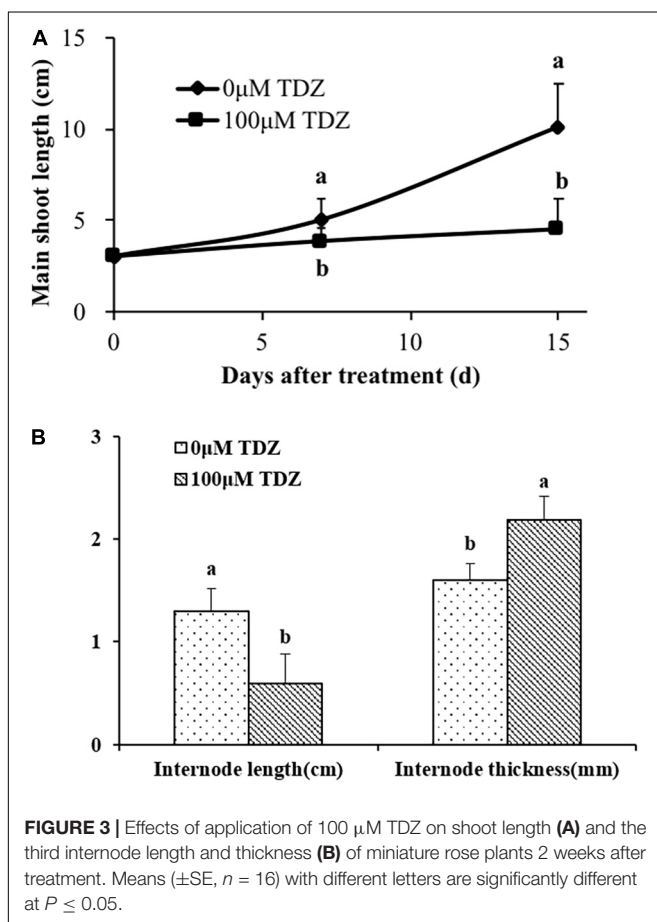 A
15
10
5
0
Main shoot length (cm)
0μM TDZ
100μM TDZ
a
a
b
b
0 5 10 15
Days after treatment (d)
B
3
2
1
0
0μM TDZ
100μM TDZ
a
b
b
a
Internode length(cm) Internode thickness(mm)
FIGURE 3 | Effects of application of 100 μM TDZ on shoot length (A) and the
third internode length and thickness (B) of miniature rose plants 2 weeks after
treatment. Means (±SE, n = 16) with different letters are significantly different
at P ≤ 0.05.